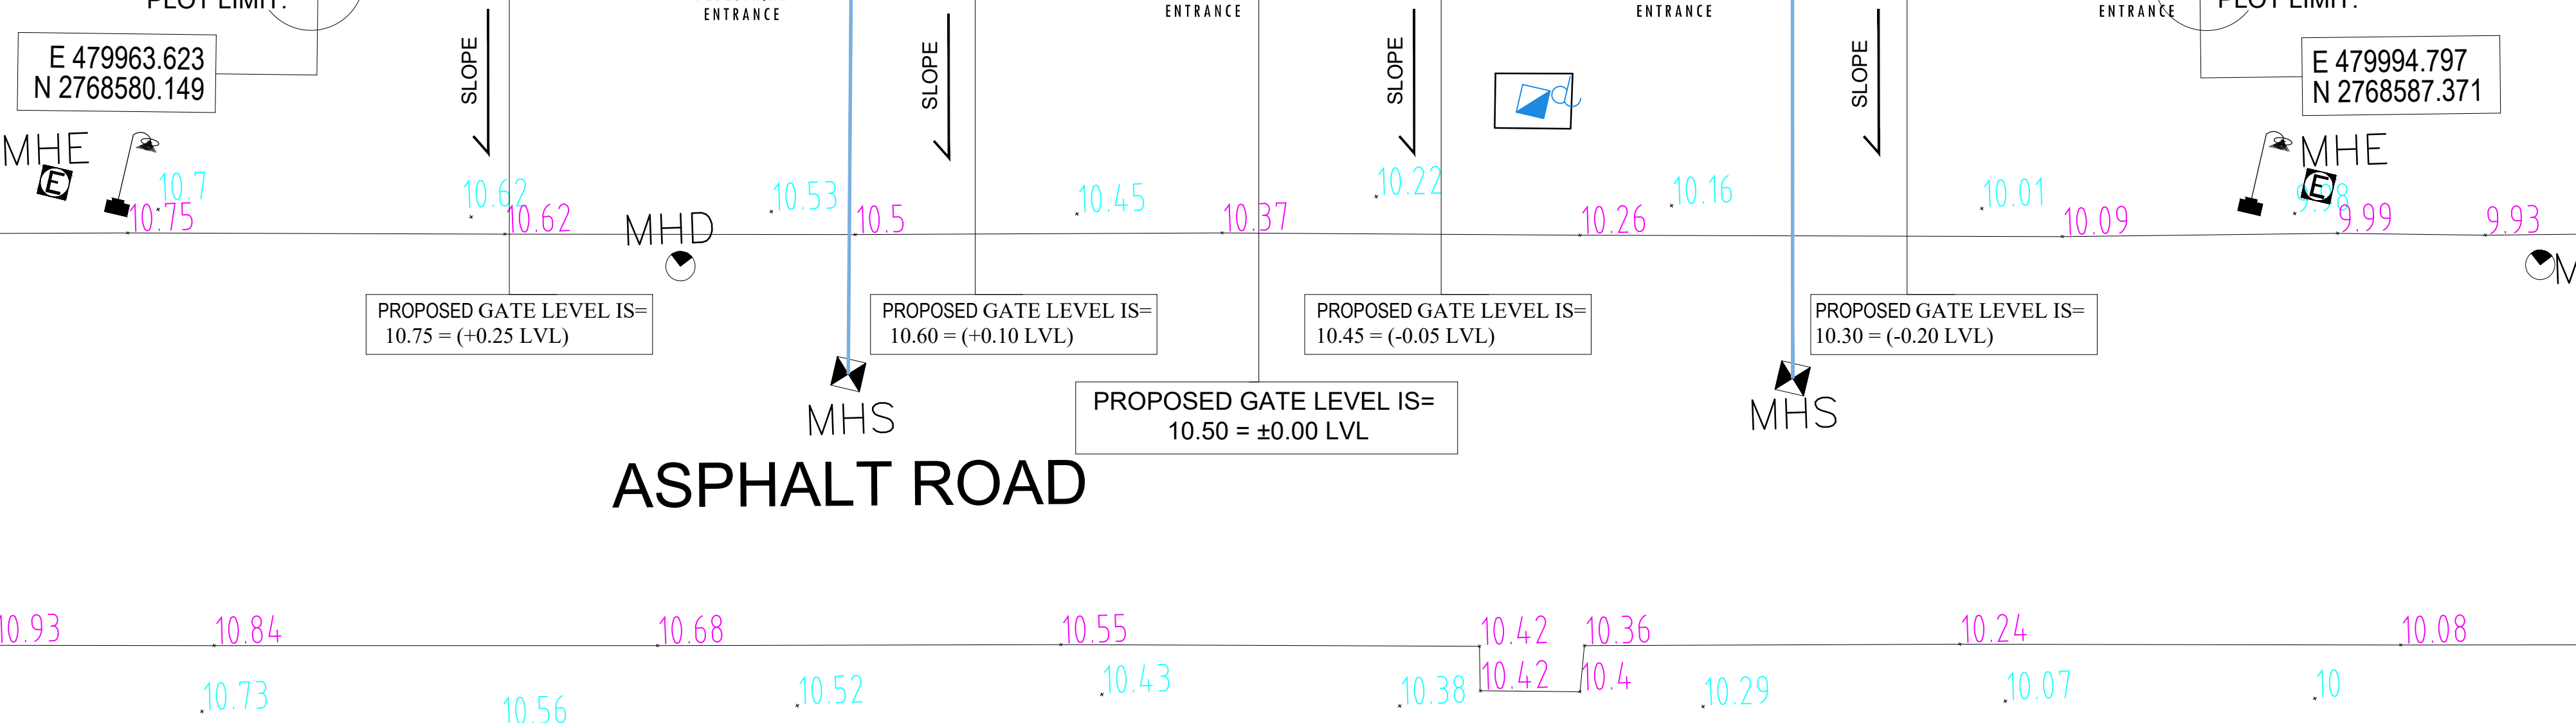 PLOT LIMIT.
ENTRANCE
ENTRANCE
ENTRANCE
ENTRANCE
PLOT LIMIT.
E 479963.623
N 2768580.149
SLOPE
SLOPE
SLOPE
SLOPE
E 479994.797
N 2768587.371
MHE
E
MHE
E
10.7
10.62
10.53
10.45
10.22
10.16
10.01
9.98
10.75
10.62
10.5
10.37
10.26
10.09
9.99
9.93
MHD
M
PROPOSED GATE LEVEL IS=
10.75 = (+0.25 LVL)
PROPOSED GATE LEVEL IS=
10.60 = (+0.10 LVL)
PROPOSED GATE LEVEL IS=
10.45 = (-0.05 LVL)
PROPOSED GATE LEVEL IS=
10.30 = (-0.20 LVL)
MHS
PROPOSED GATE LEVEL IS=
10.50 = ±0.00 LVL
MHS
ASPHALT ROAD
10.93
10.84
10.68
10.55
10.42
10.36
10.24
10.08
10.42
10.4
10.73
10.56
10.52
10.43
10.38
10.29
10.07
10